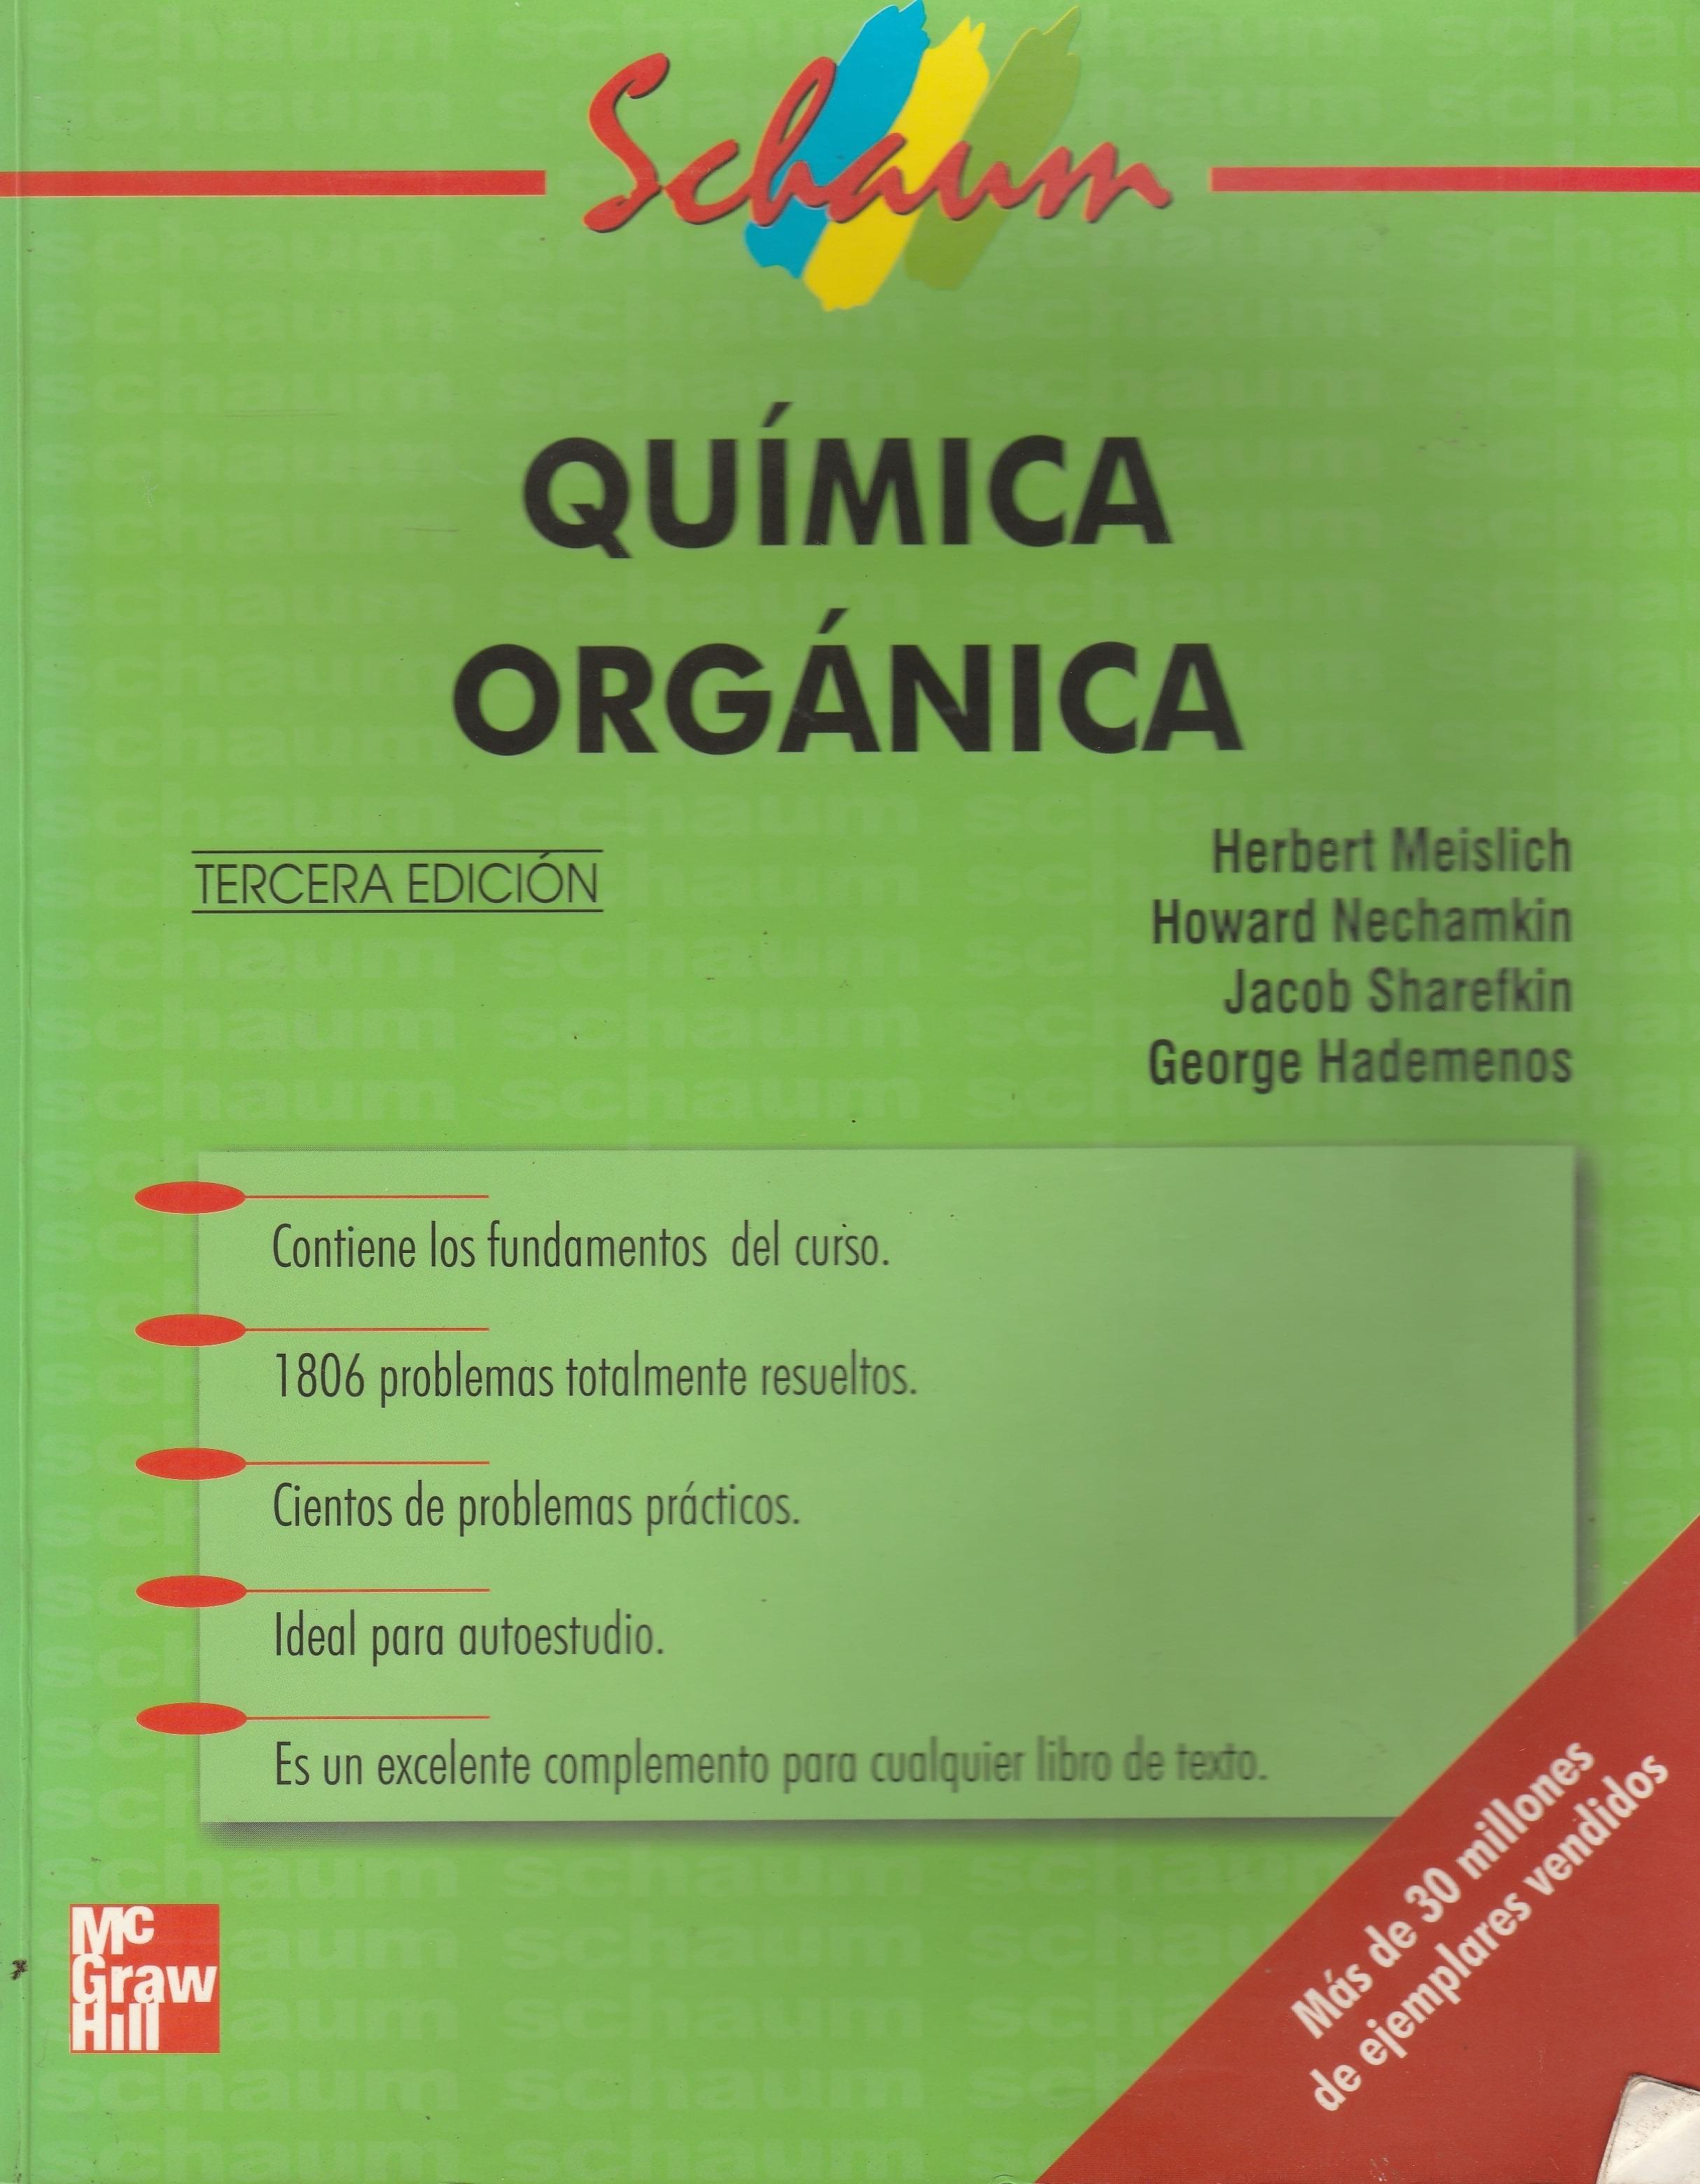 Schaum
QUÍMICA
ORGÁNICA
TERCERA EDICIÓN
Herbert Meislich
Howard Nechamkin
Jacob Sharefkin
George Hademenos
Contiene los fundamentos del curso.
1806 problemas totalmente resueltos.
Cientos de problemas prácticos.
Ideal para autoestudio.
Es un excelente complemento para cualquier libro de texto.
Más de 30 millones
de ejemplares vendidos
Mc
Graw
Hill